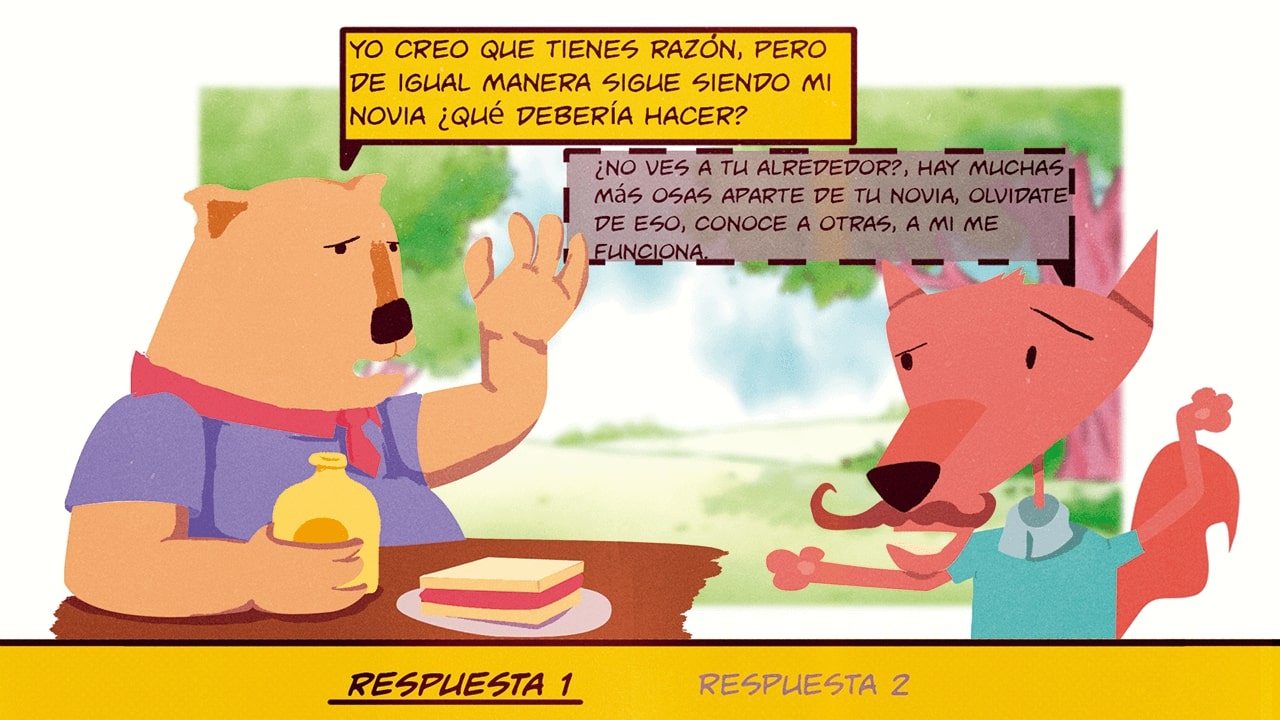 YO CREO QUE TIENES RAZÓN, PERO
DE IGUAL MANERA SIGUE SIENDO MI
NOVIA ¿QUé DEBERÍA HACER?
¿NO VES A TU ALREDEDOR?, HAY MUCHAS
MáS OSAS APARTE DE TU NOVIA, OLVIDATE
DE ESO, CONOCE A OTRAS, A MI ME
FUNCIONA.
RESPUESTA 1
RESPUESTA 2